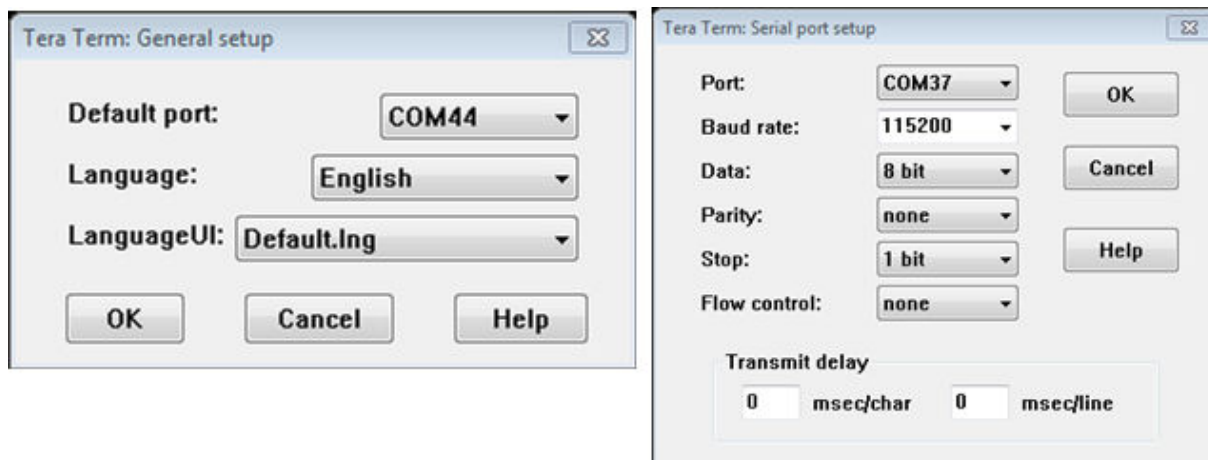 Tera Term: General setup
Default port: COM44
Language: English
LanguageUI: Default.lng
OK Cancel Help
Tera Term: Serial port setup
Port: COM37 OK
Baud rate: 115200
Data: 8 bit Cancel
Parity: none
Stop: 1 bit Help
Flow control: none
Transmit delay
0 msec/char 0 msec/line